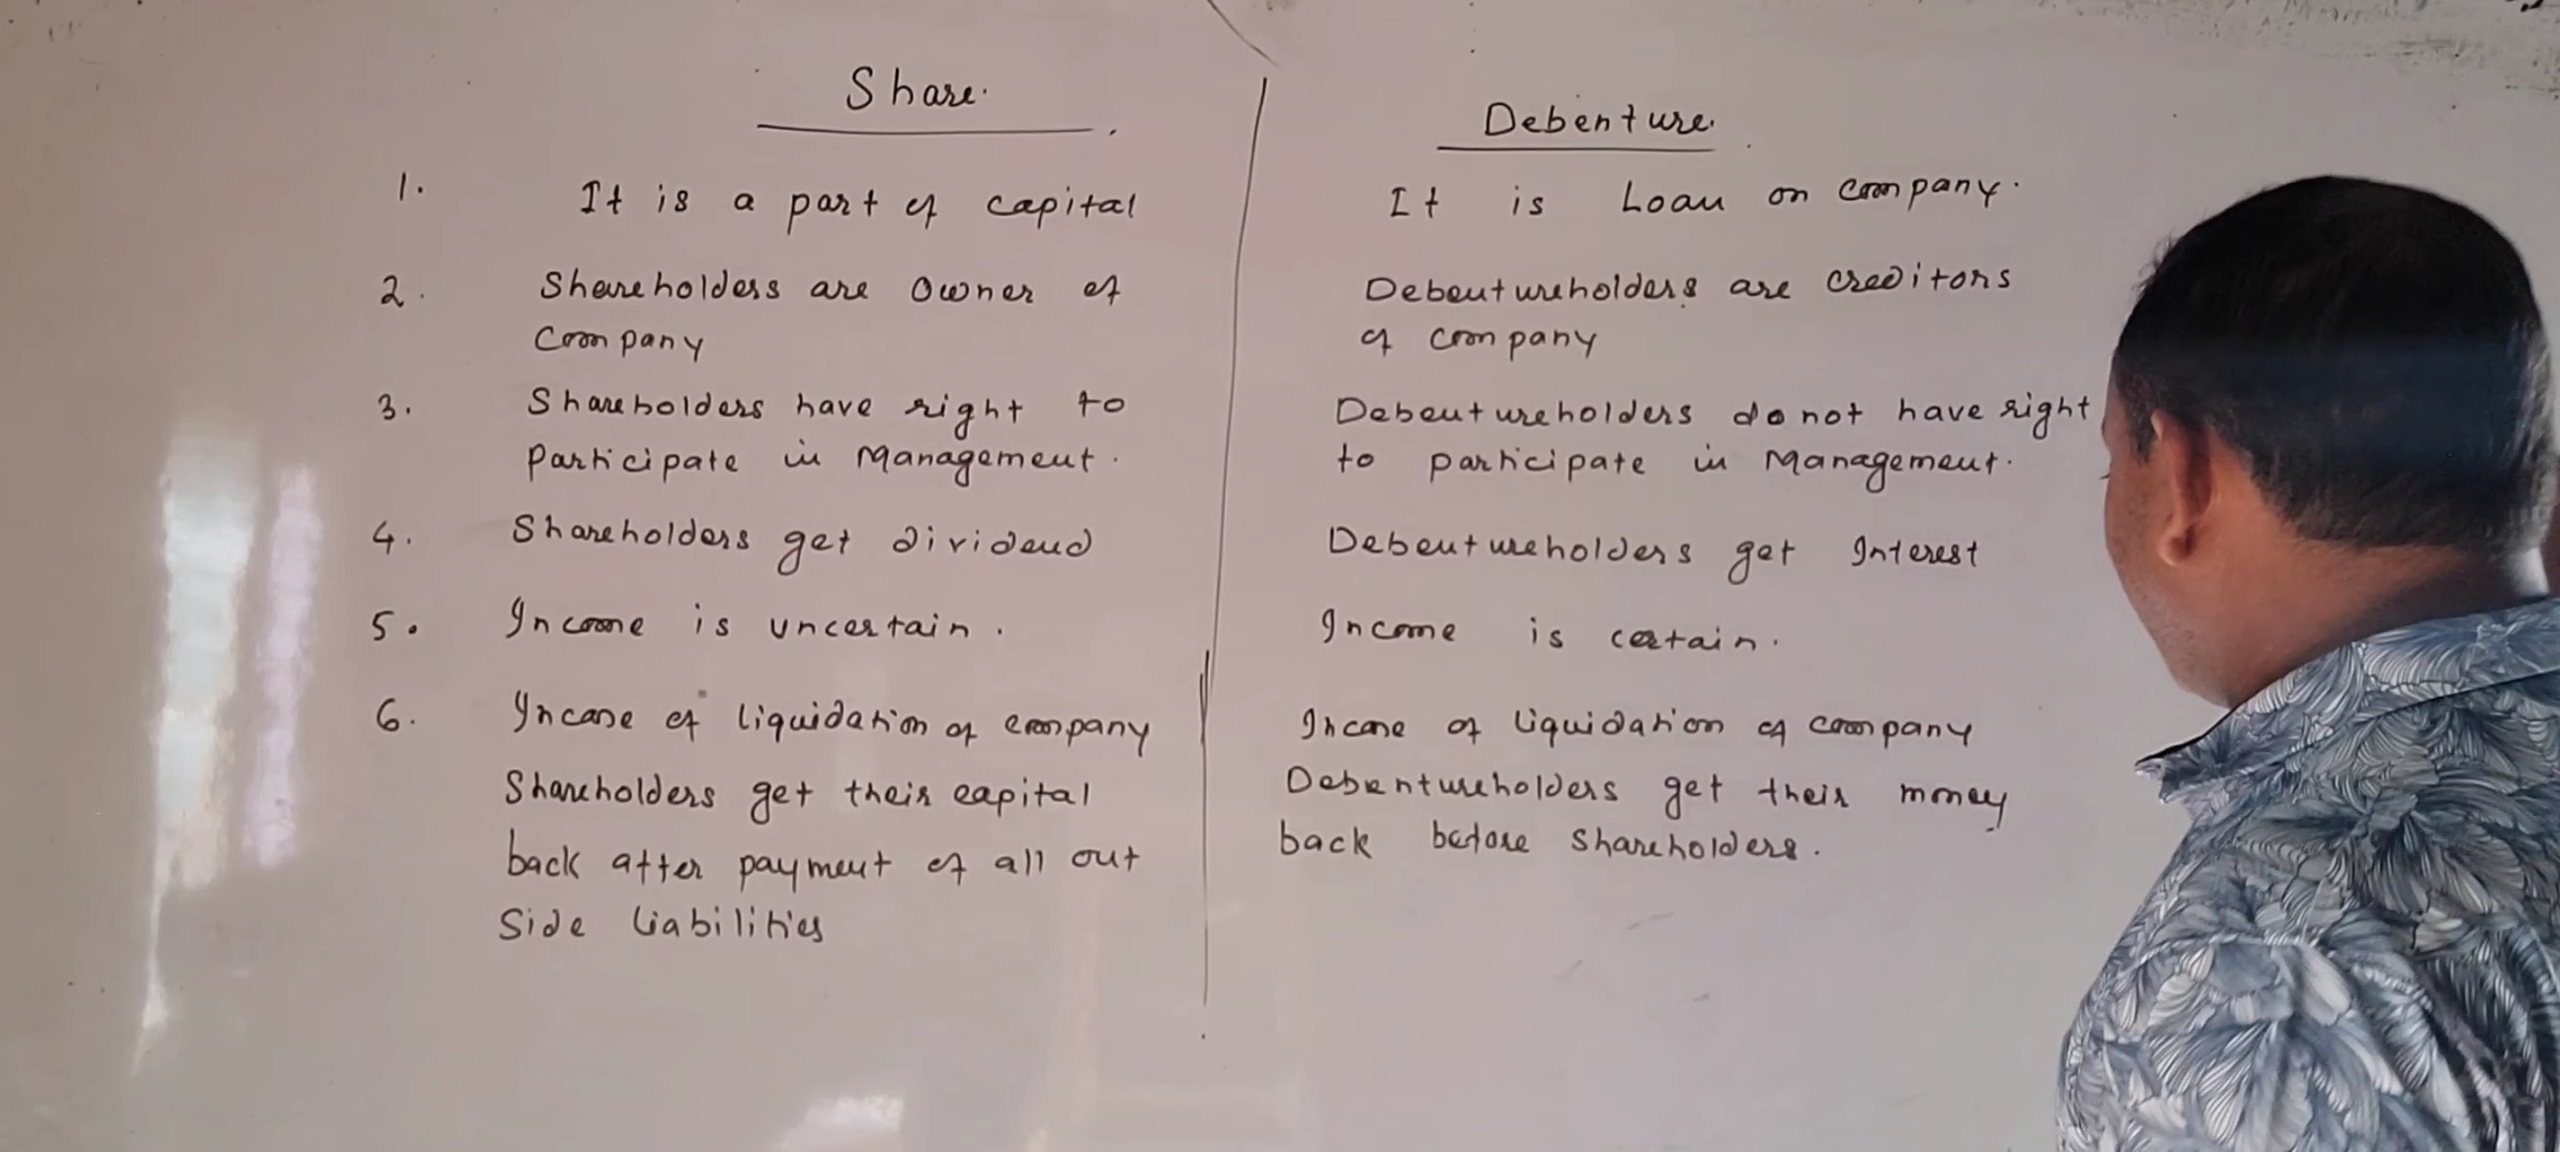 Share.
1. It is a part of capital
2. Shareholders are owner of
Company
3. Shareholders have right to
participate in Management.
4. Shareholders get dividend
5. Income is uncertain.
6. Incase of liquidation of company
Shareholders get their capital
back after payment of all out
side liabilities
Debenture.
It is Loan on company.
Debentureholders are creditors
of company
Debentureholders do not have right
to participate in Management.
Debentureholders get Interest
Income is certain.
Incase of liquidation of company
Debentureholders get their money
back before shareholders.